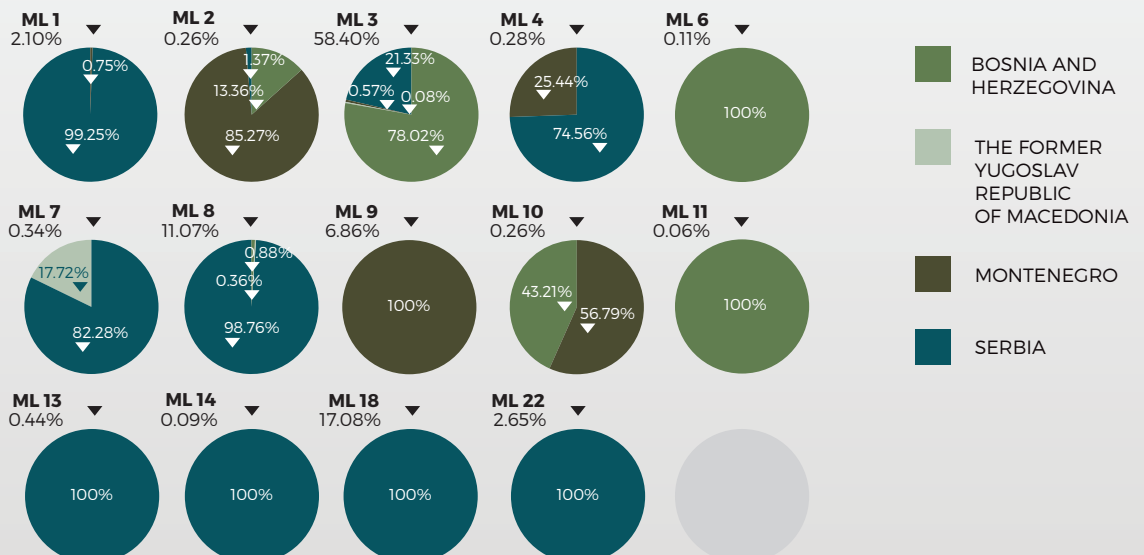 ML 1
2.10%
0.75%
99.25%
ML 2
0.26%
1.37%
13.36%
85.27%
ML 3
58.40%
21.33%
0.57%
0.08%
78.02%
ML 4
0.28%
25.44%
74.56%
ML 6
0.11%
100%
ML 7
0.34%
17.72%
82.28%
ML 8
11.07%
0.88%
0.36%
98.76%
ML 9
6.86%
100%
ML 10
0.26%
43.21%
56.79%
ML 11
0.06%
100%
ML 13
0.44%
100%
ML 14
0.09%
100%
ML 18
17.08%
100%
ML 22
2.65%
100%
BOSNIA AND
HERZEGOVINA
THE FORMER
YUGOSLAV
REPUBLIC
OF MACEDONIA
MONTENEGRO
SERBIA